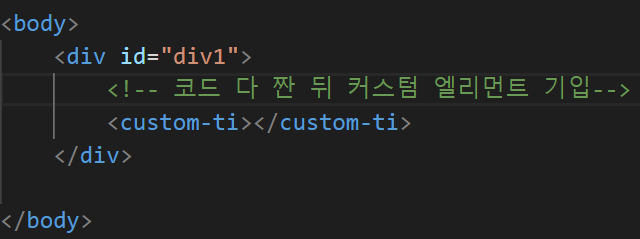 <body>
<div id="div1">
<!-- 코드 다 짠 뒤 커스텀 엘리먼트 기입-->
<custom-ti></custom-ti>
</div>
</body>